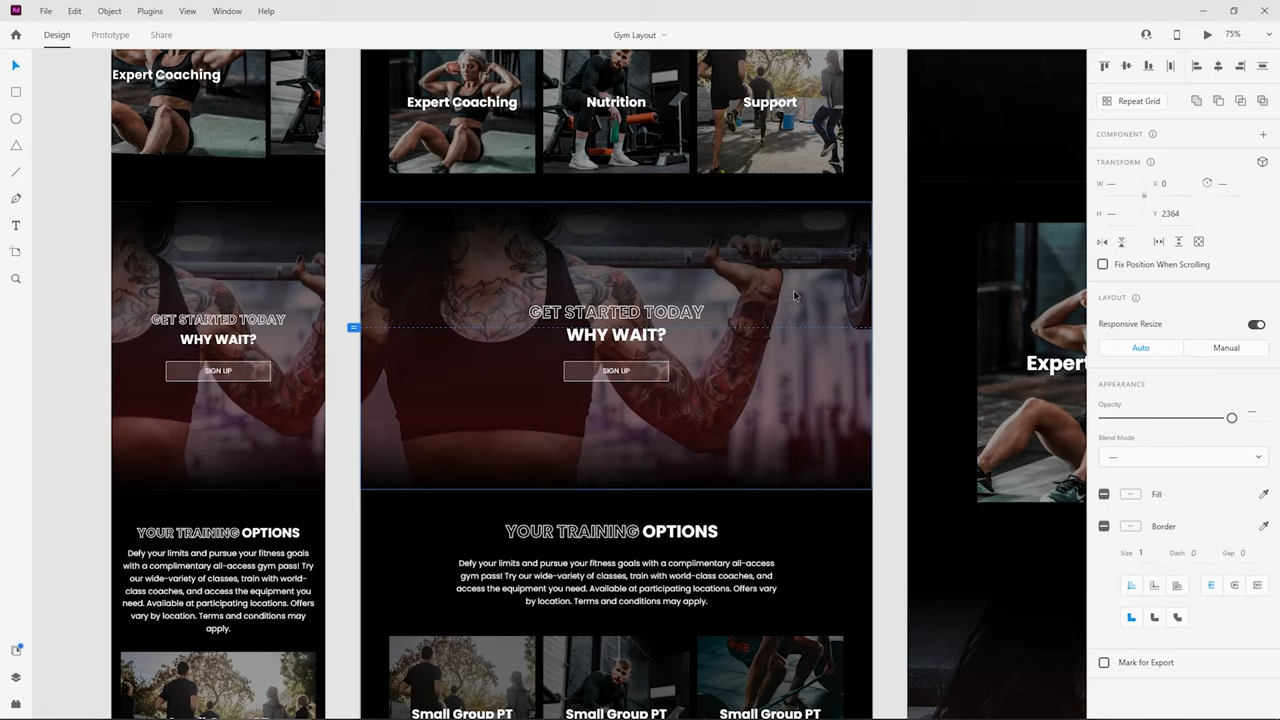 Xd
File Edit Object Plugins View Window Help
Design Prototype Share
Gym Layout
75%
Expert Coaching
Expert Coaching
Nutrition
Support
GET STARTED TODAY
WHY WAIT?
SIGN UP
GET STARTED TODAY
WHY WAIT?
SIGN UP
Expert
YOUR TRAINING OPTIONS
Defy your limits and pursue your fitness goals
with a complimentary all-access gym pass! Try
our wide-variety of classes, train with world-
class coaches, and access the equipment you
need. Available at participating locations. Offers
vary by location. Terms and conditions may
apply.
YOUR TRAINING OPTIONS
Defy your limits and pursue your fitness goals with a complimentary all-access
gym pass! Try our wide-variety of classes, train with world-class coaches, and
access the equipment you need. Available at participating locations. Offers vary
by location. Terms and conditions may apply.
Small Group PT
Small Group PT
Small Group PT
Small Group PT
Repeat Grid
COMPONENT
TRANSFORM
W — X 0 —
H — Y 2364
Fix Position When Scrolling
LAYOUT
Responsive Resize
Auto Manual
APPEARANCE
Opacity
—
Blend Mode
—
Fill
Border
Size 1 Dash 0 Gap 0
Mark for Export